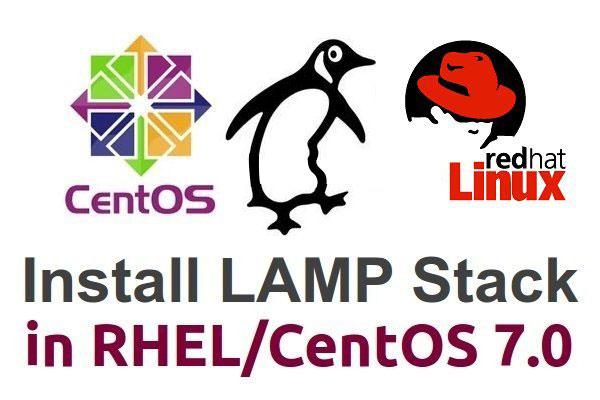 CentOS
redhat
Linux
Install LAMP Stack
in RHEL/CentOS 7.0